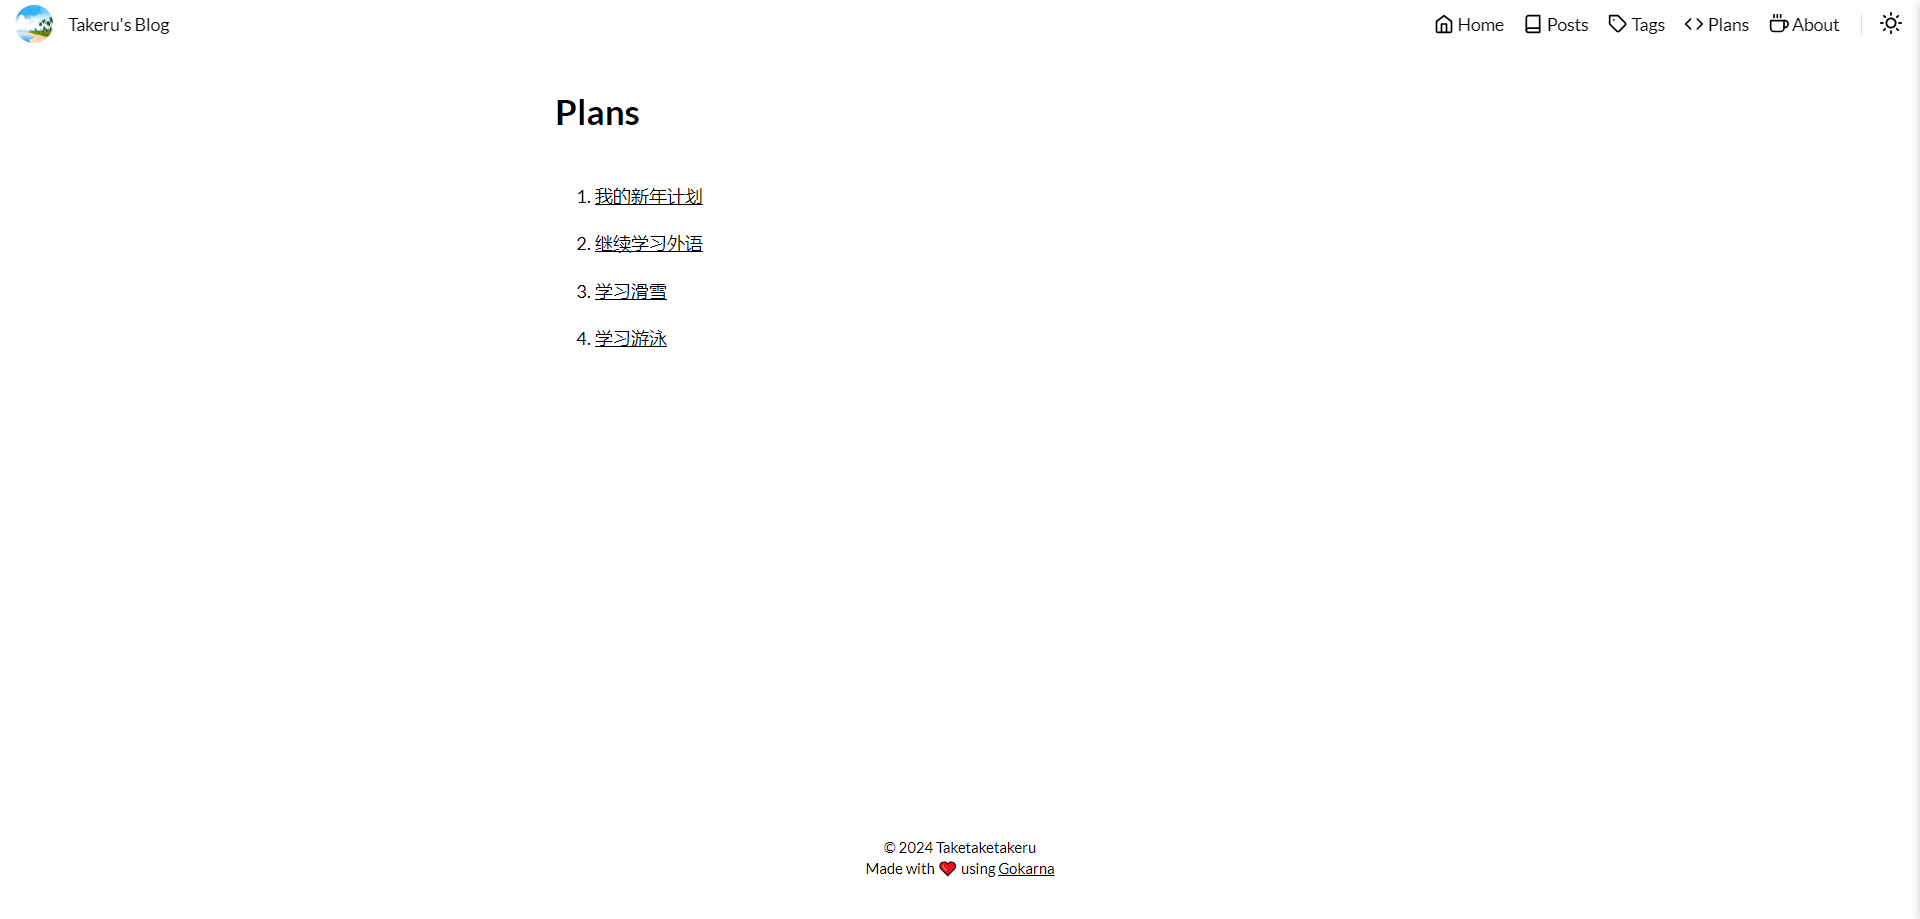 Takeru's Blog
Home Posts Tags Plans About
Plans
1. 我的新年计划
2. 继续学习外语
3. 学习滑雪
4. 学习游泳
© 2024 Taketaketakeru
Made with ❤ using Gokarna